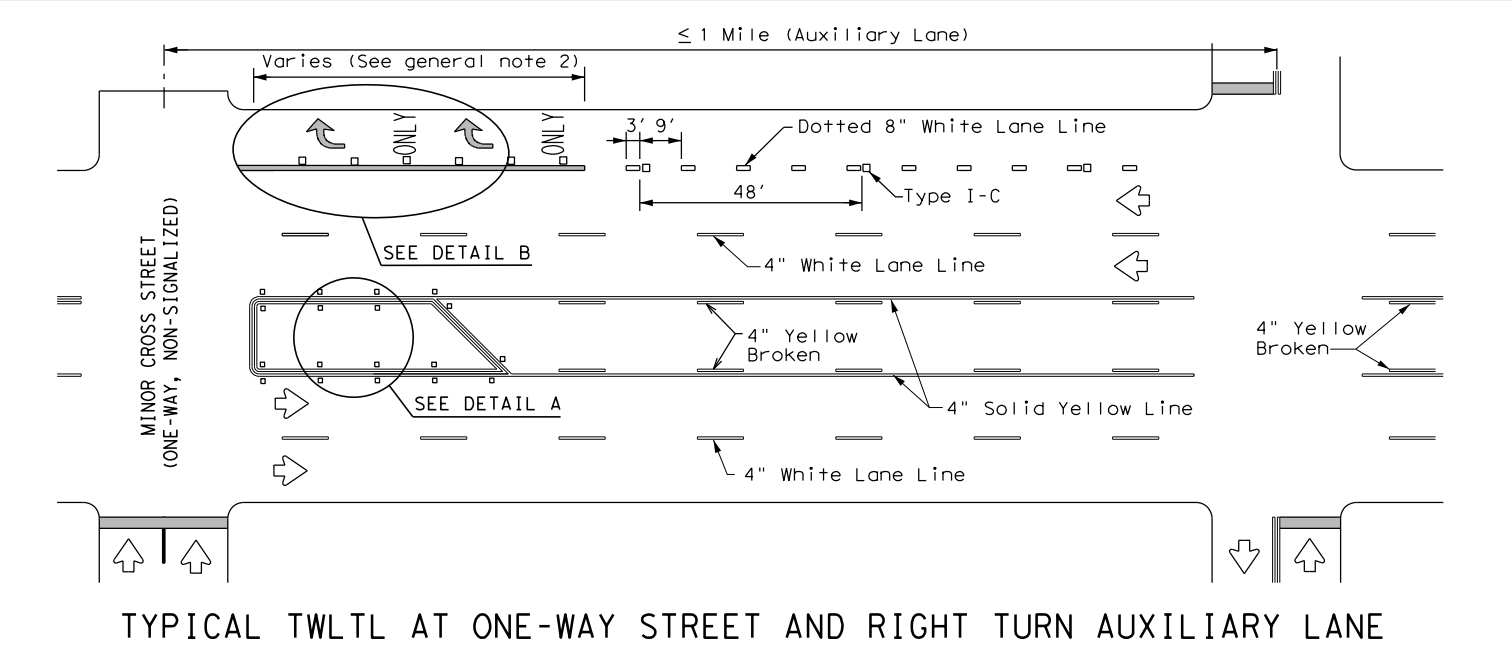 ≤ 1 Mile (Auxiliary Lane)
Varies (See general note 2)
ONLY
ONLY
3' 9'
Dotted 8" White Lane Line
48'
Type I-C
SEE DETAIL B
4" White Lane Line
MINOR CROSS STREET
(ONE-WAY, NON-SIGNALIZED)
4" Yellow
Broken
4" Yellow
Broken
SEE DETAIL A
4" Solid Yellow Line
4" White Lane Line
TYPICAL TWLTL AT ONE-WAY STREET AND RIGHT TURN AUXILIARY LANE